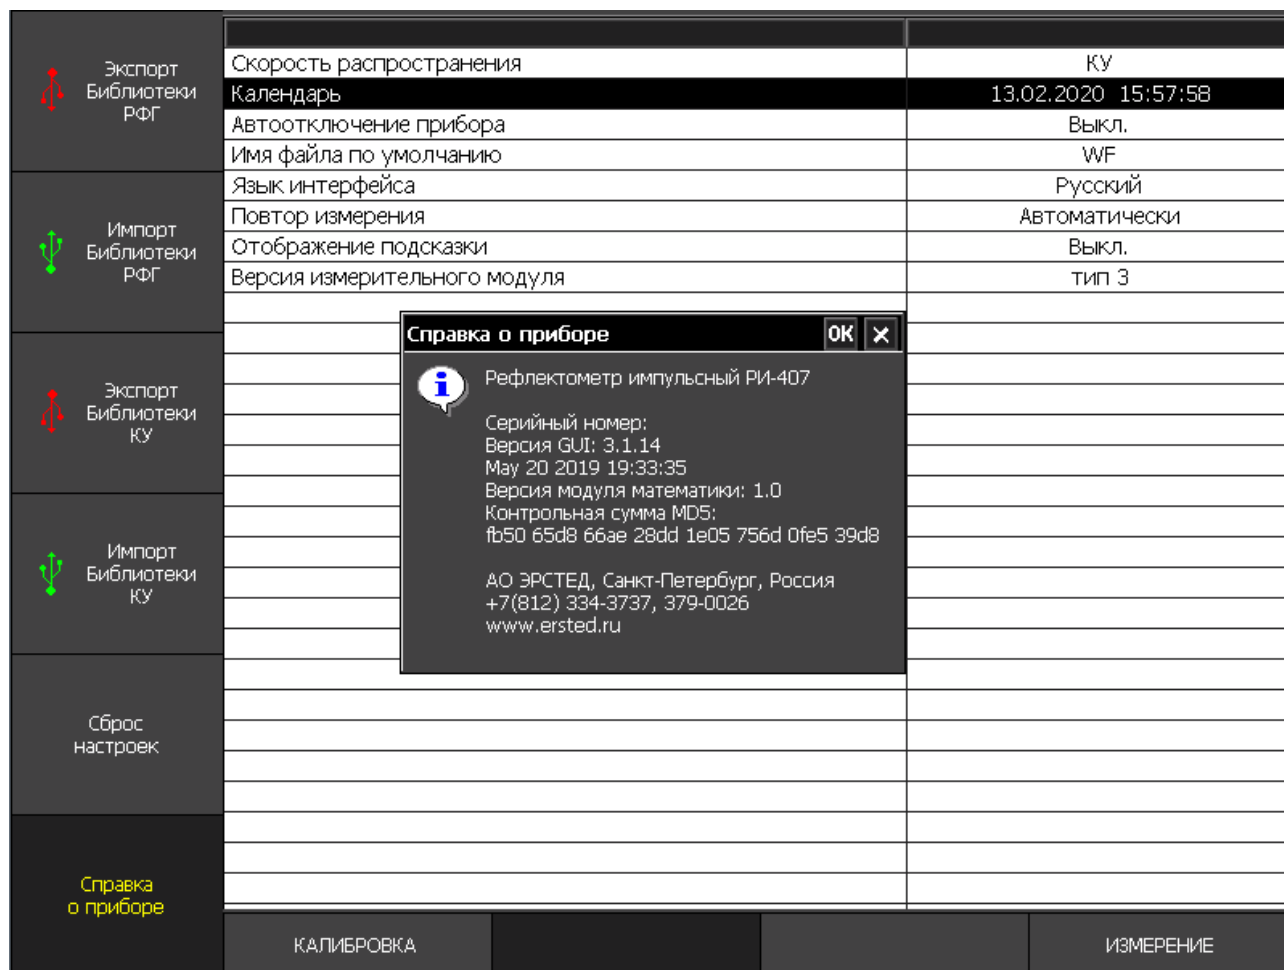 Экспорт
Библиотеки
РФГ
Импорт
Библиотеки
РФГ
Экспорт
Библиотеки
КУ
Импорт
Библиотеки
КУ
Сброс
настроек
Справка
о приборе
Скорость распространения КУ
Календарь 13.02.2020 15:57:58
Автоотключение прибора Выкл.
Имя файла по умолчанию WF
Язык интерфейса Русский
Повтор измерения Автоматически
Отображение подсказки Выкл.
Версия измерительного модуля тип 3
Справка о приборе OK
Рефлектометр импульсный РИ-407
Серийный номер:
Версия GUI: 3.1.14
May 20 2019 19:33:35
Версия модуля математики: 1.0
Контрольная сумма MD5:
fb50 65d8 66ae 28dd 1e05 756d 0fe5 39d8
АО ЭРСТЕД, Санкт-Петербург, Россия
+7(812) 334-3737, 379-0026
www.ersted.ru
КАЛИБРОВКА ИЗМЕРЕНИЕ